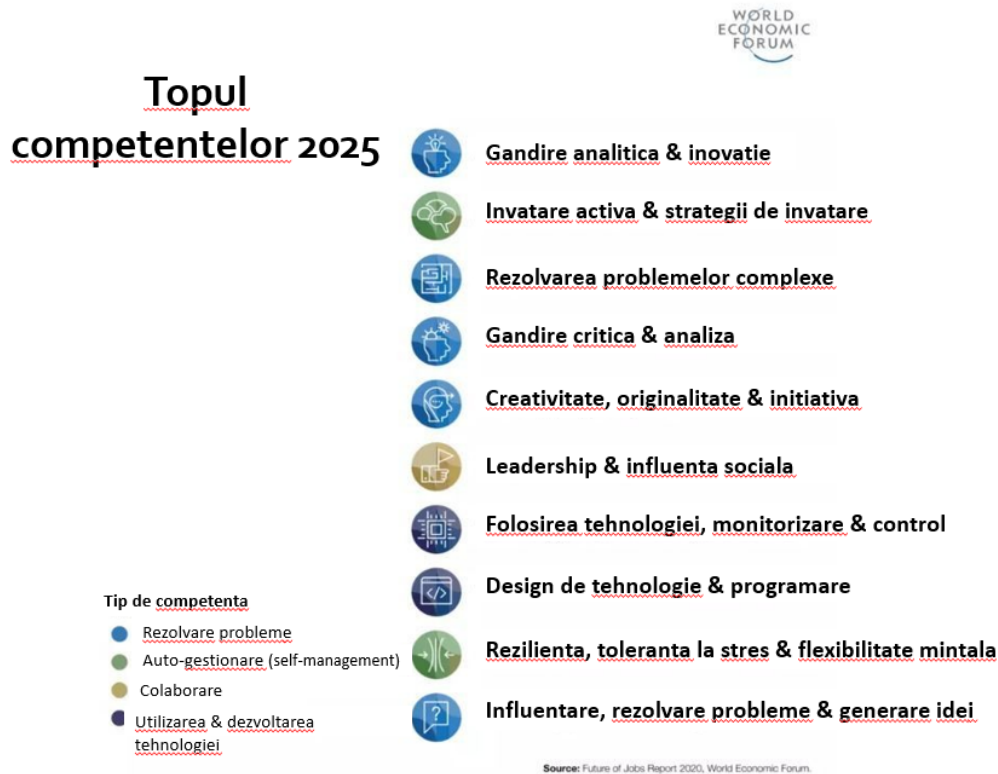 WORLD
ECONOMIC
FORUM
Topul
competentelor 2025
Gandire analitica & inovatie
Invatare activa & strategii de invatare
Rezolvarea problemelor complexe
Gandire critica & analiza
Creativitate, originalitate & initiativa
Leadership & influenta sociala
Folosirea tehnologiei, monitorizare & control
Design de tehnologie & programare
Rezilienta, toleranta la stres & flexibilitate mintala
Influentare, rezolvare probleme & generare idei
Tip de competenta
Rezolvare probleme
Auto-gestionare (self-management)
Colaborare
Utilizarea & dezvoltarea
tehnologiei
Source: Future of Jobs Report 2020, World Economic Forum.